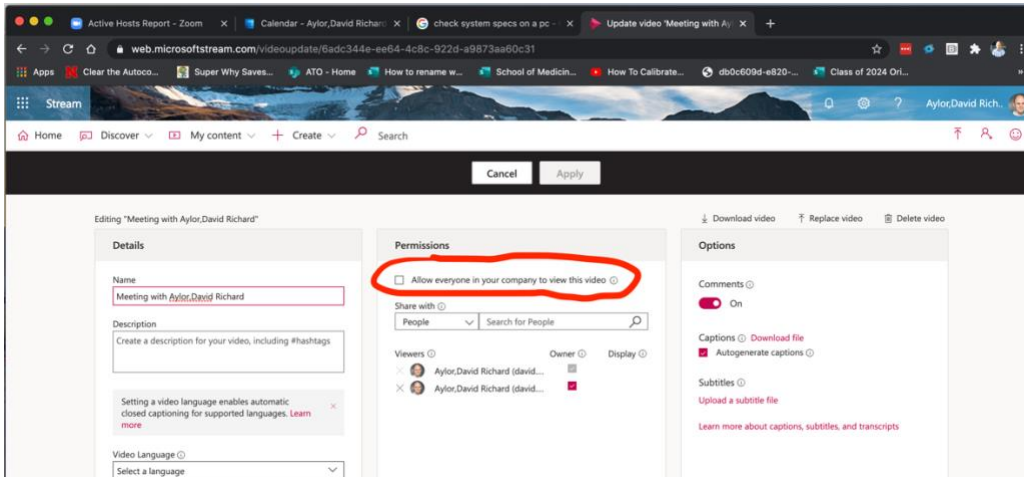 Active Hosts Report - Zoom
Calendar - Aylor,David Richard
check system specs on a pc -
Update video 'Meeting with Ay
web.microsoftstream.com/videoupdate/6adc344e-ee64-4c8c-922d-a9873aa60c31
Apps Clear the Autoco... Super Why Saves... ATO - Home How to rename w... School of Medicin... How To Calibrate... db0c609d-e820-... Class of 2024 Ori...
Stream Aylor,David Rich..
Home Discover My content Create Search
Cancel Apply
Editing "Meeting with Aylor,David Richard" Download video Replace video Delete video
Details
Name
Meeting with Aylor,David Richard
Description
Create a description for your video, including #hashtags
Setting a video language enables automatic
closed captioning for supported languages. Learn
more
Video Language
Select a language
Permissions
Allow everyone in your company to view this video
Share with
People Search for People
Viewers Owner Display
Aylor,David Richard (david....
Aylor,David Richard (david....
Options
Comments
On
Captions Download file
Autogenerate captions
Subtitles
Upload a subtitle file
Learn more about captions, subtitles, and transcripts